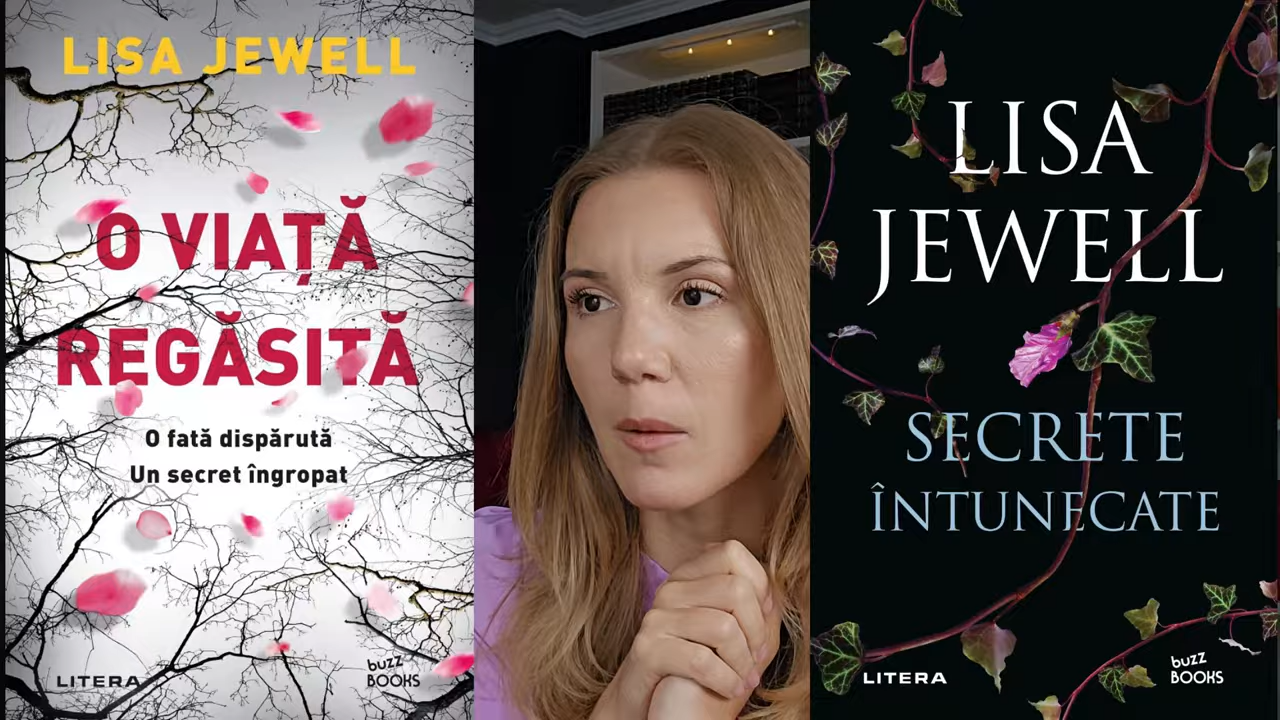 LISA JEWELL
O VIAȚĂ
REGĂSITĂ
O fată dispărută
Un secret îngropat
LITERA
buzz
BOOKS
LISA
JEWELL
SECRETE
ÎNTUNECATE
LITERA
buzz
BOOKS